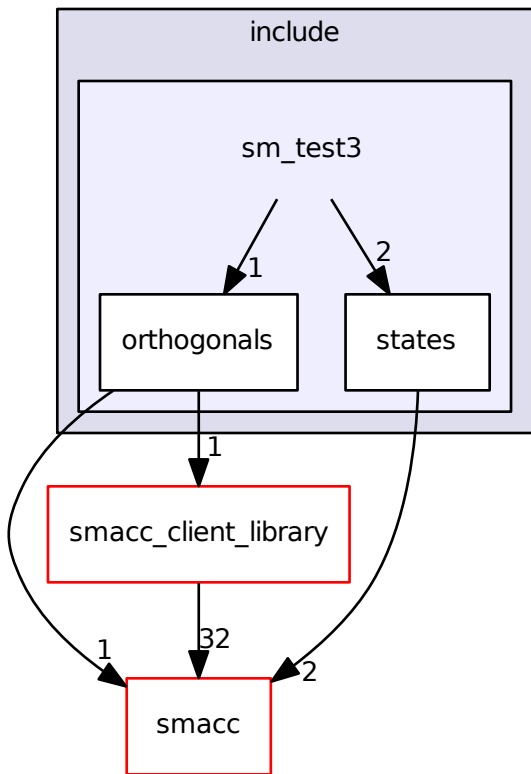 include
sm_test3
1
2
orthogonals
states
1
smacc_client_library
1
32
2
smacc